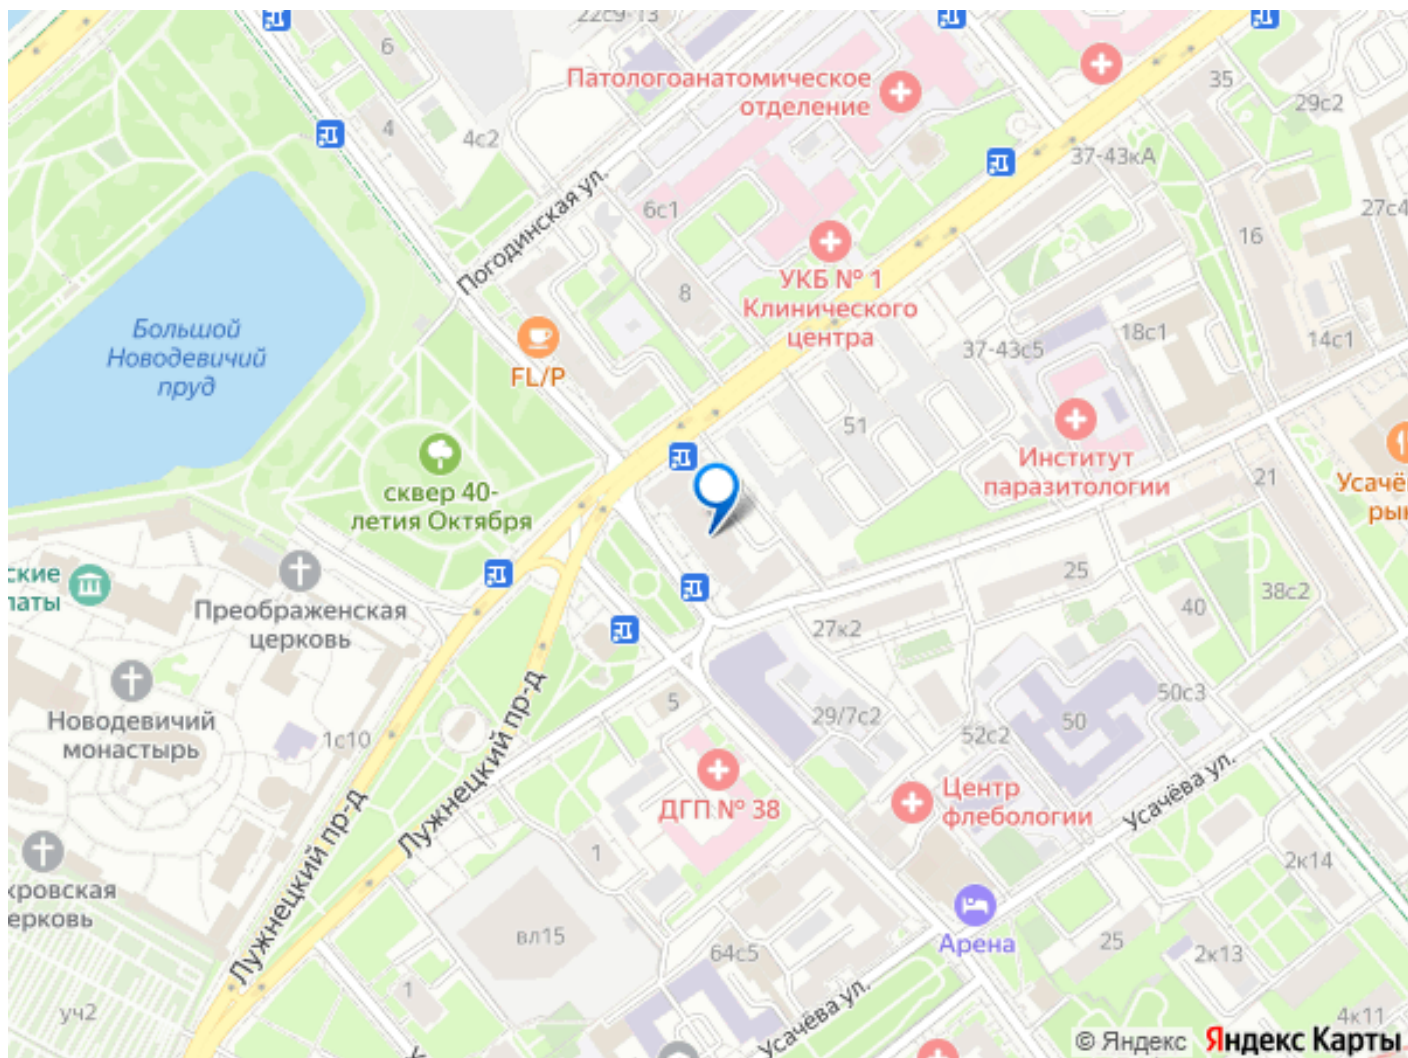 22с9-13
6
Патологоанатомическое
отделение
35
29с2
4
4с2
37-43кА
27с4
6с1
Погодинская ул.
16
УКБ № 1
Клинического
центра
8
Большой
Новодевичий
пруд
18с1
14с1
37-43с5
FL/P
51
Институт
паразитологии
21
сквер 40-
летия Октября
ские
латы
Преображенская
церковь
25
38с2
40
27к2
Новодевичий
монастырь
1с10
5
29/7с2
52с2
50
50с3
Лужнецкий пр-д
Лужнецкий пр-д
ДГП № 38
Центр
флебологии
Усачёва ул.
1
2к14
кровская
ерковь
вл15
Арена
64с5
25
2к13
уч2
1
Усачёва ул.
4к11
© Яндекс Яндекс Карты